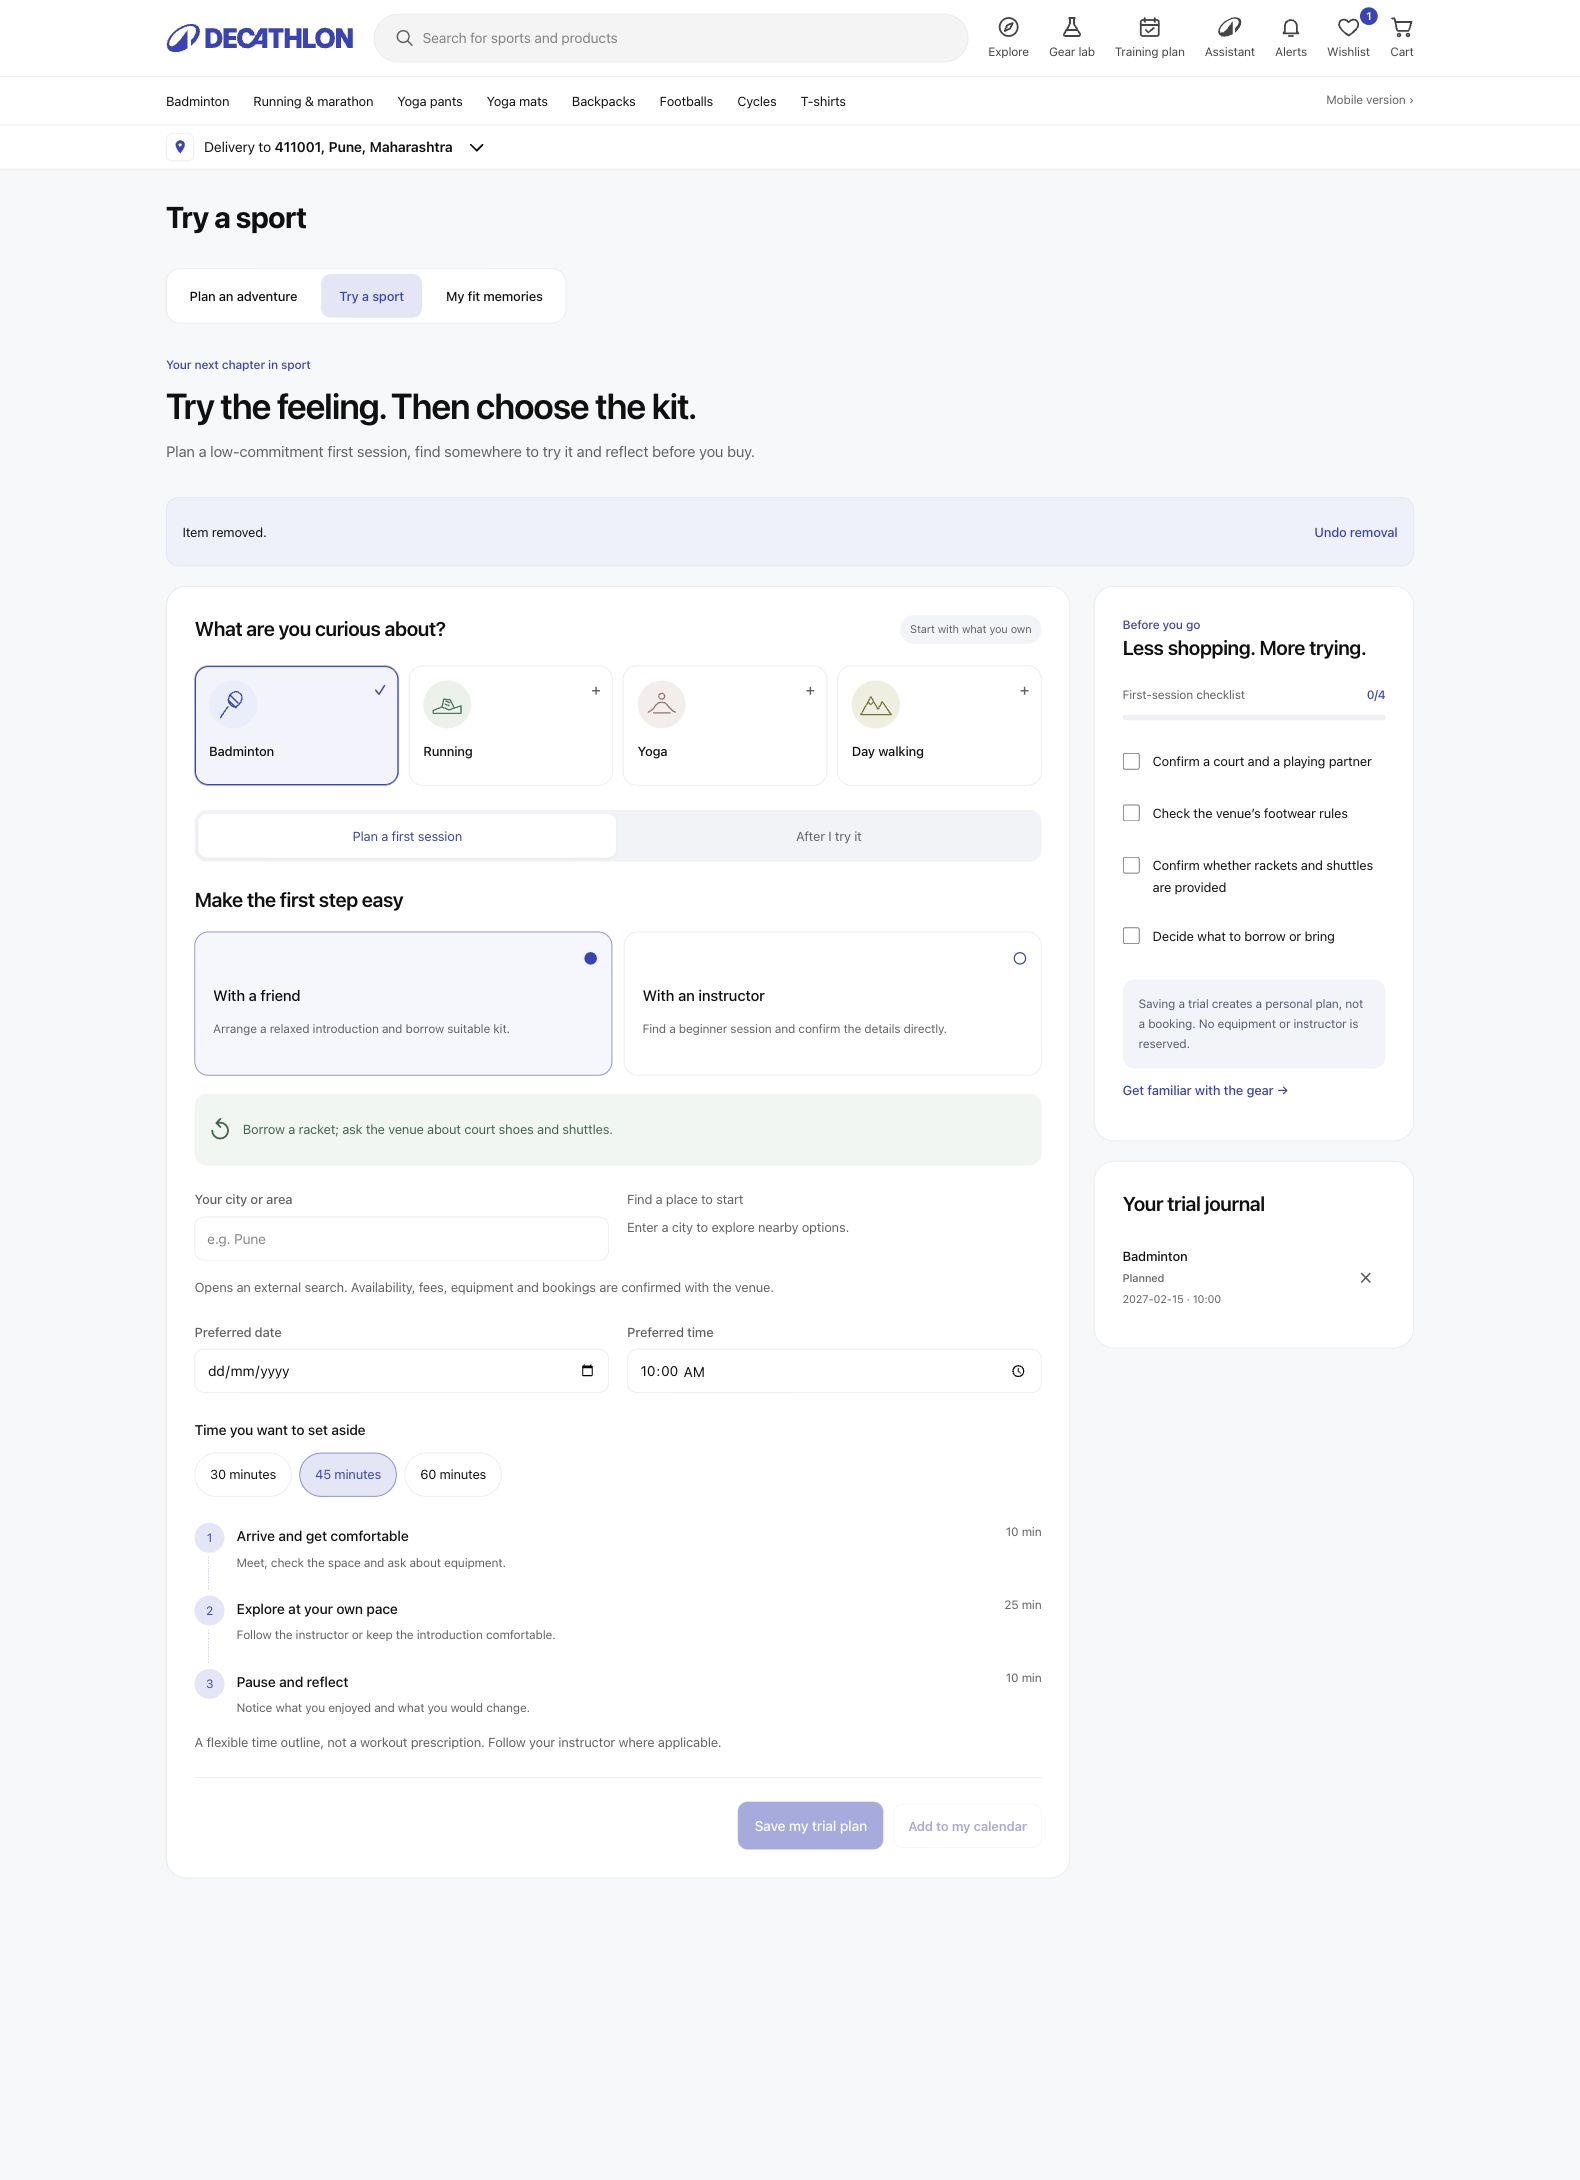 DECATHLON
Search for sports and products
Explore
Gear lab
Training plan
Assistant
Alerts
1
Wishlist
Cart
Badminton
Running & marathon
Yoga pants
Yoga mats
Backpacks
Footballs
Cycles
T-shirts
Mobile version ›
Delivery to 411001, Pune, Maharashtra
Try a sport
Plan an adventure
Try a sport
My fit memories
Your next chapter in sport
Try the feeling. Then choose the kit.
Plan a low-commitment first session, find somewhere to try it and reflect before you buy.
Item removed.
Undo removal
What are you curious about?
Start with what you own
Badminton
Running
Yoga
Day walking
Plan a first session
After I try it
Make the first step easy
With a friend
Arrange a relaxed introduction and borrow suitable kit.
With an instructor
Find a beginner session and confirm the details directly.
Borrow a racket; ask the venue about court shoes and shuttles.
Your city or area
e.g. Pune
Find a place to start
Enter a city to explore nearby options.
Opens an external search. Availability, fees, equipment and bookings are confirmed with the venue.
Preferred date
dd/mm/yyyy
Preferred time
10:00 AM
Time you want to set aside
30 minutes
45 minutes
60 minutes
1
Arrive and get comfortable
10 min
Meet, check the space and ask about equipment.
2
Explore at your own pace
25 min
Follow the instructor or keep the introduction comfortable.
3
Pause and reflect
10 min
Notice what you enjoyed and what you would change.
A flexible time outline, not a workout prescription. Follow your instructor where applicable.
Save my trial plan
Add to my calendar
Before you go
Less shopping. More trying.
First-session checklist
0/4
Confirm a court and a playing partner
Check the venue's footwear rules
Confirm whether rackets and shuttles
are provided
Decide what to borrow or bring
Saving a trial creates a personal plan, not
a booking. No equipment or instructor is
reserved.
Get familiar with the gear →
Your trial journal
Badminton
Planned
2027-02-15 · 10:00